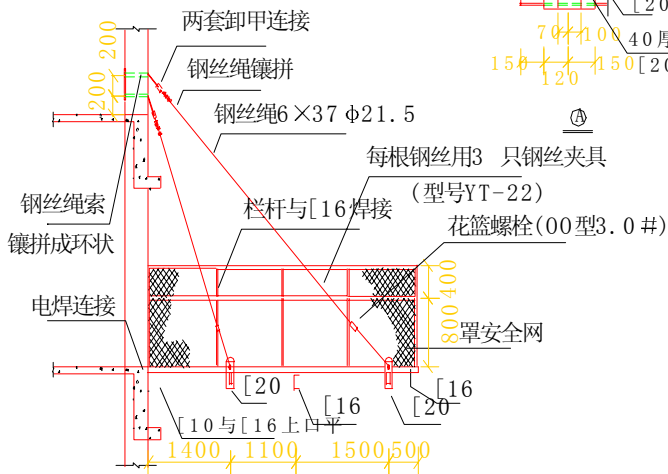 两套卸甲连接
钢丝绳镶拼
钢丝绳6×37 φ21.5
每根钢丝用3 只钢丝夹具
(型号YT-22)
栏杆与[16焊接
花篮螺栓(00型3.0#)
钢丝绳索
镶拼成环状
电焊连接
罩安全网
[20
[16
[20
[16
[10与[16上口平
1400
1100
1500
500
200
200
400
800
[20
70
100
40厚
[20
150
120
150
A